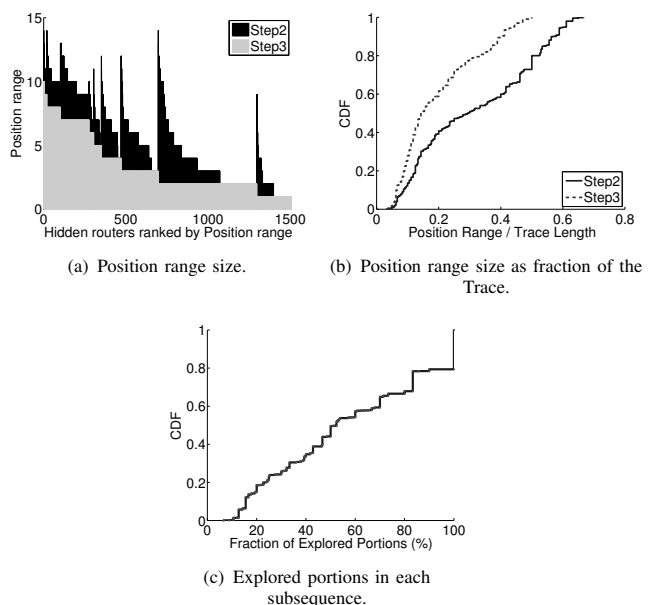 15
10
5
0
Position range
Step2
Step3
0 500 1000 1500
Hidden routers ranked by Position range
(a) Position range size.
1
0.8
0.6
0.4
0.2
0
CDF
Step2
Step3
0 0.2 0.4 0.6 0.8
Position Range / Trace Length
(b) Position range size as fraction of the
Trace.
1
0.8
0.6
0.4
0.2
0
CDF
0 20 40 60 80 100
Fraction of Explored Portions (%)
(c) Explored portions in each
subsequence.